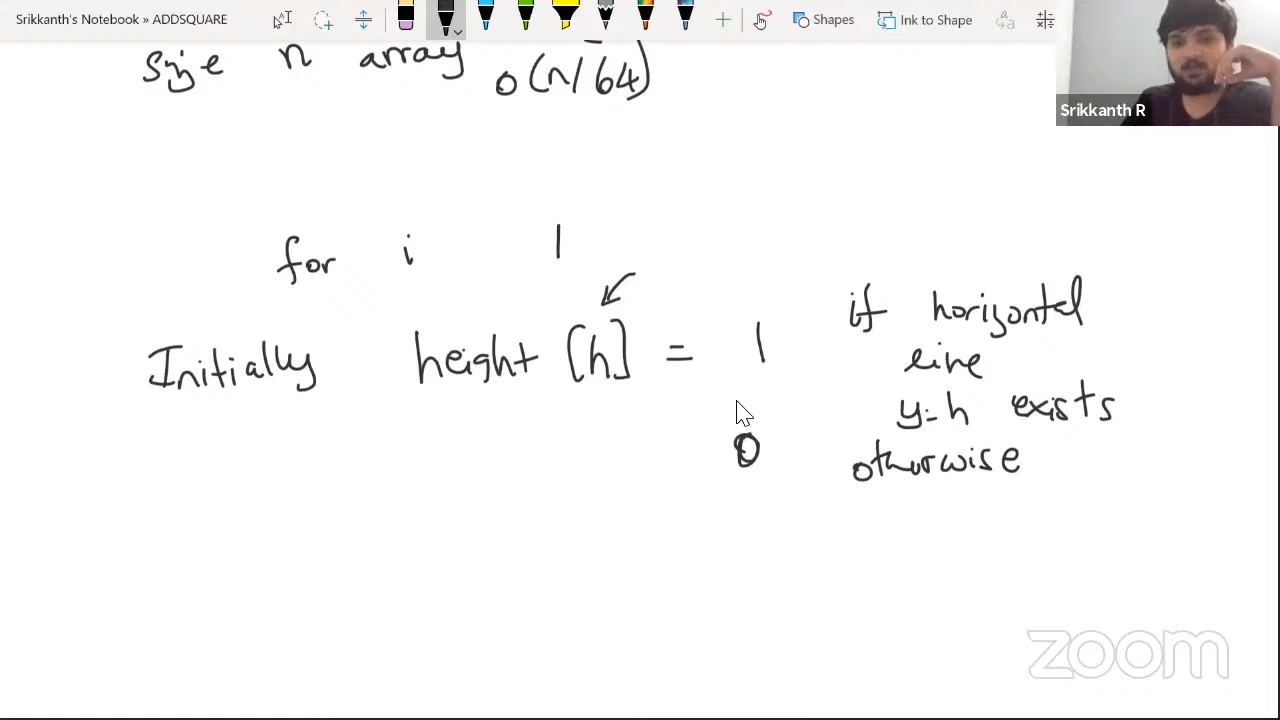 Srikkanth's Notebook » ADDSQUARE
Shapes
Ink to Shape
Srikkanth R
size n array O(n/64)
for i 1
Initially height [h] = 1 if horizontal
line
y=h exists
0 otherwise
zoom